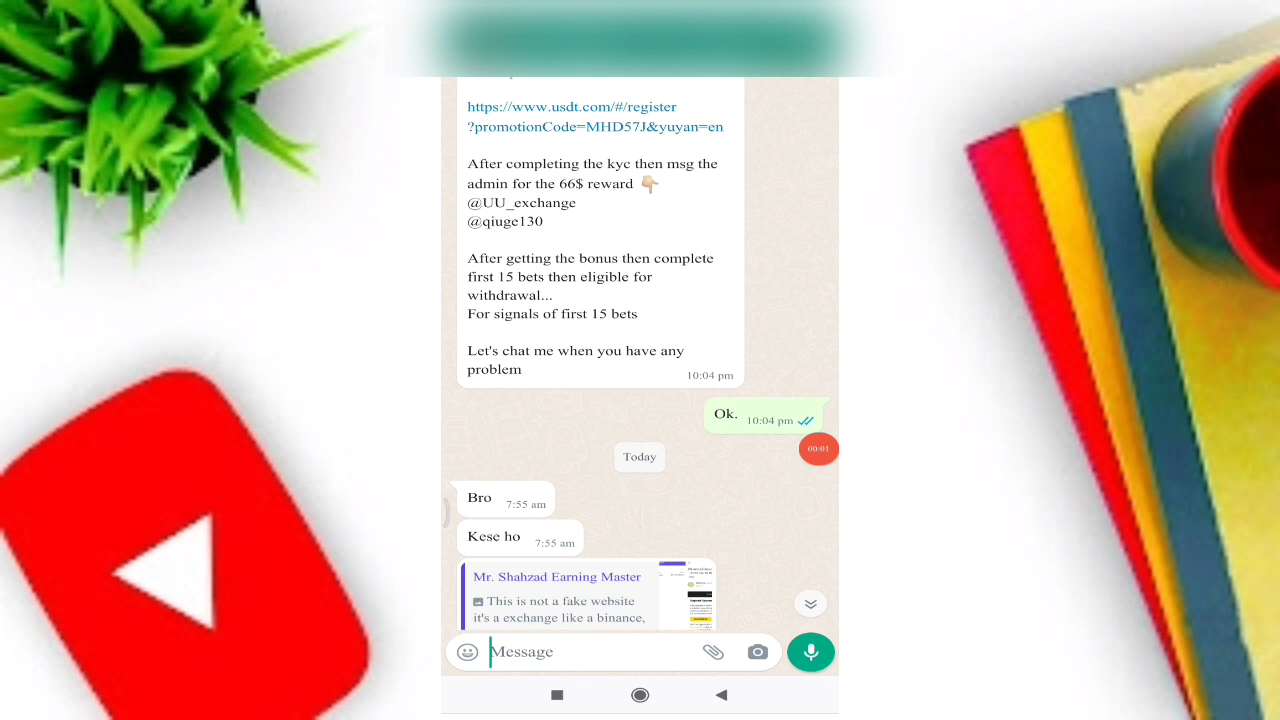 https://www.usdt.com/#/register
?promotionCode=MHD57J&yuyan=en
After completing the kyc then msg the
admin for the 66$ reward 👇🏻
@UU_exchange
@qiuge130
After getting the bonus then complete
first 15 bets then eligible for
withdrawal...
For signals of first 15 bets
Let's chat me when you have any
problem
10:04 pm
Ok. 10:04 pm
00:01
Today
Bro 7:55 am
Kese ho 7:55 am
Mr. Shahzad Earning Master
This is not a fake website
it's a exchange like a binance,
Message